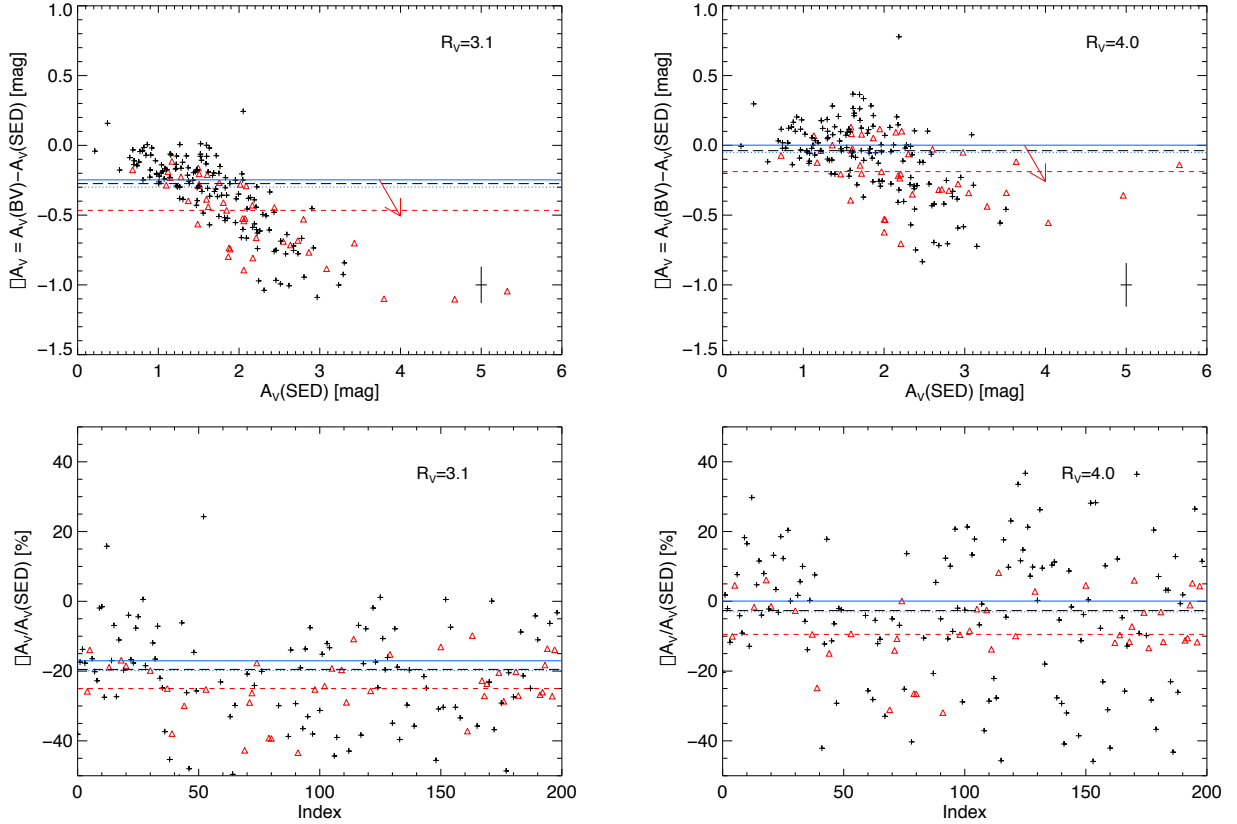 R_V=3.1
1.0
0.5
0.0
−0.5
−1.0
−1.5
▯A_V = A_V(BV)−A_V(SED) [mag]
0 1 2 3 4 5 6
A_V(SED) [mag]
R_V=4.0
1.0
0.5
0.0
−0.5
−1.0
−1.5
▯A_V = A_V(BV)−A_V(SED) [mag]
0 1 2 3 4 5 6
A_V(SED) [mag]
R_V=3.1
40
20
0
−20
−40
▯A_V/A_V(SED) [%]
0 50 100 150 200
Index
R_V=4.0
40
20
0
−20
−40
▯A_V/A_V(SED) [%]
0 50 100 150 200
Index